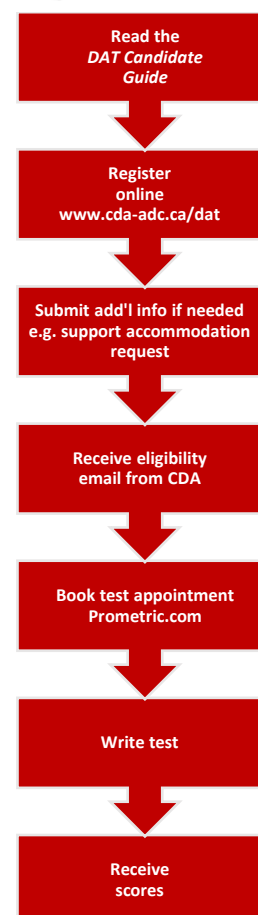 Read the
DAT Candidate
Guide
Register
online
www.cda-adc.ca/dat
Submit add'l info if needed
e.g. support accommodation
request
Receive eligibility
email from CDA
Book test appointment
Prometric.com
Write test
Receive
scores